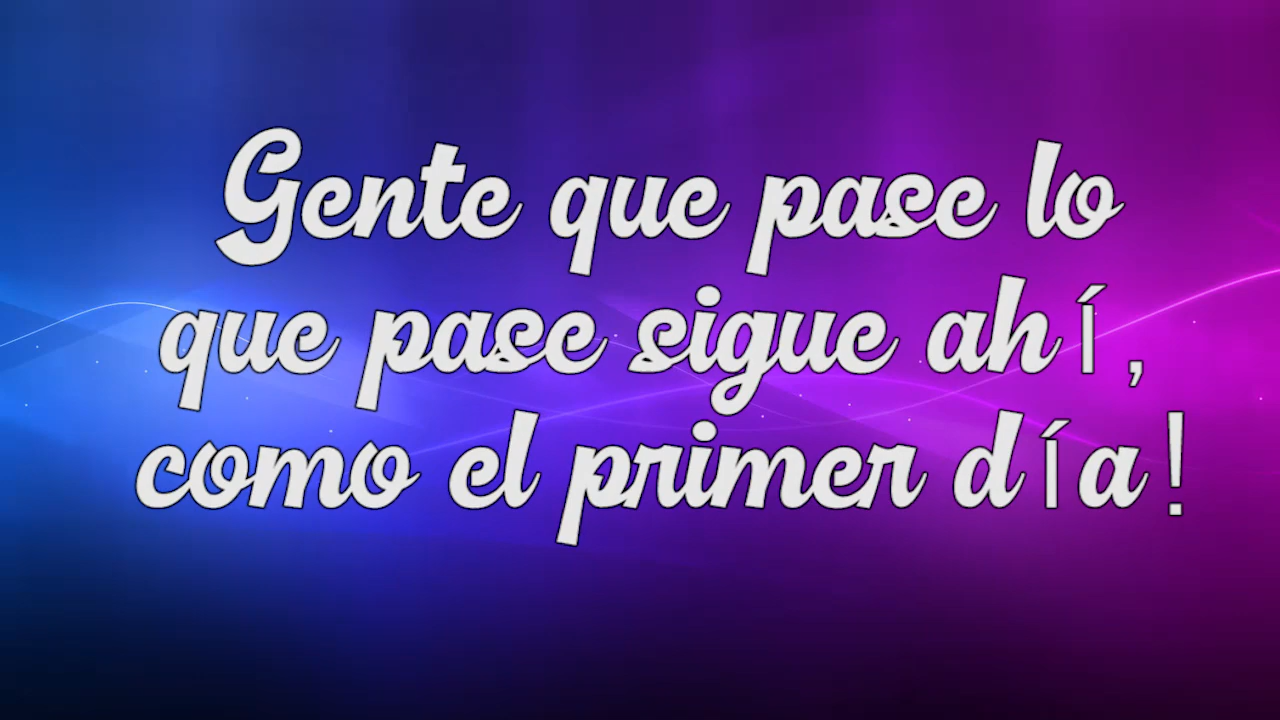 Gente que pase lo
que pase sigue ahí,
como el primer día!